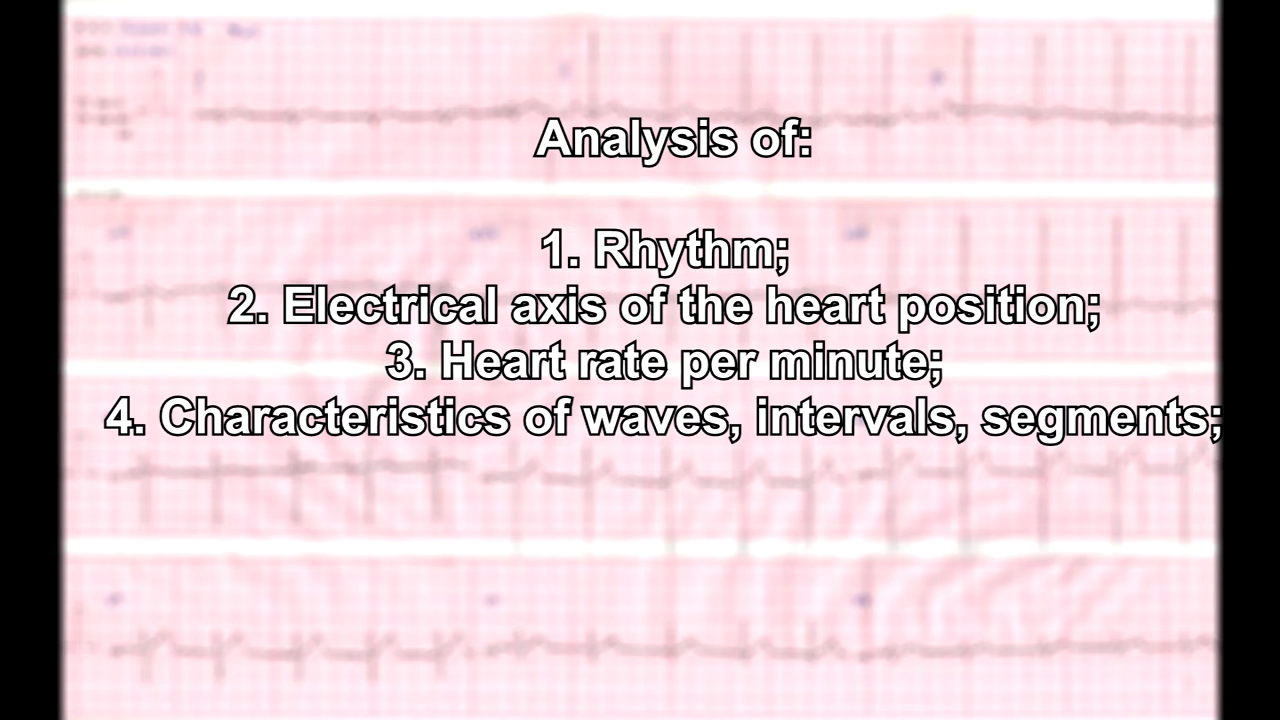 Analysis of:
1. Rhythm;
2. Electrical axis of the heart position;
3. Heart rate per minute;
4. Characteristics of waves, intervals, segments;